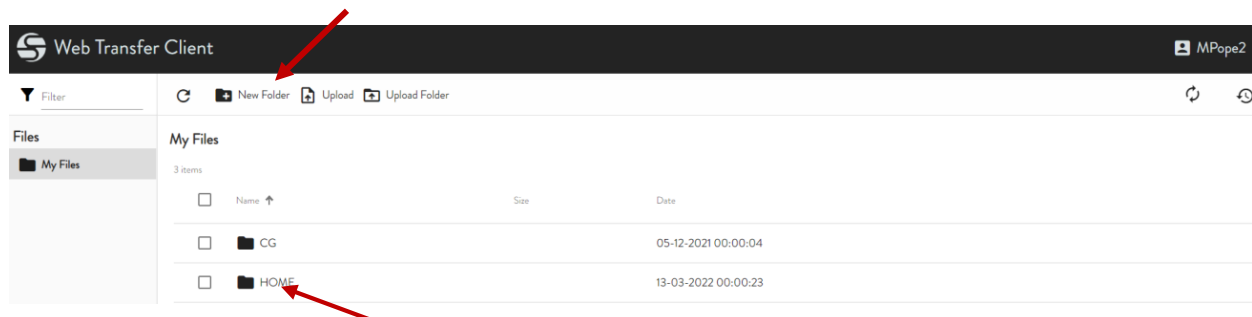 Web Transfer Client
MPope2
Filter
New Folder Upload Upload Folder
Files
My Files
My Files
3 items
Name Size Date
CG 05-12-2021 00:00:04
HOME 13-03-2022 00:00:23